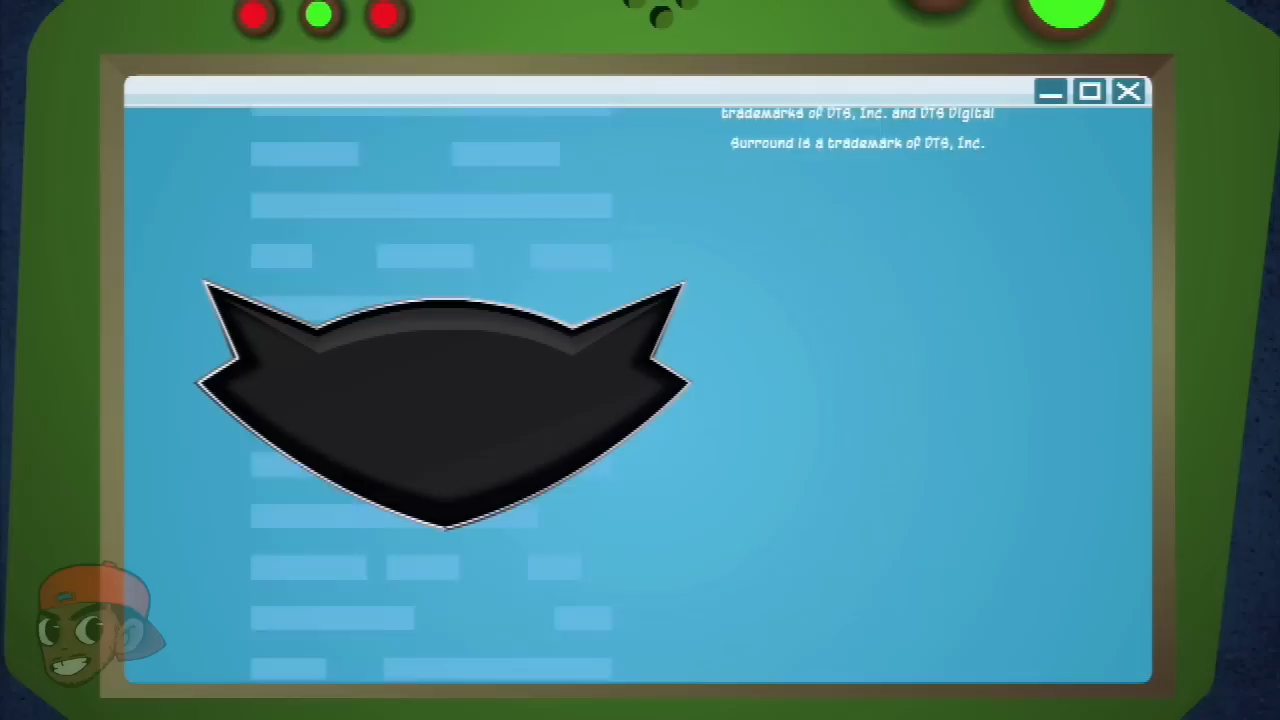 trademarks of DTS, Inc. and DTS Digital
Surround is a trademark of DTS, Inc.